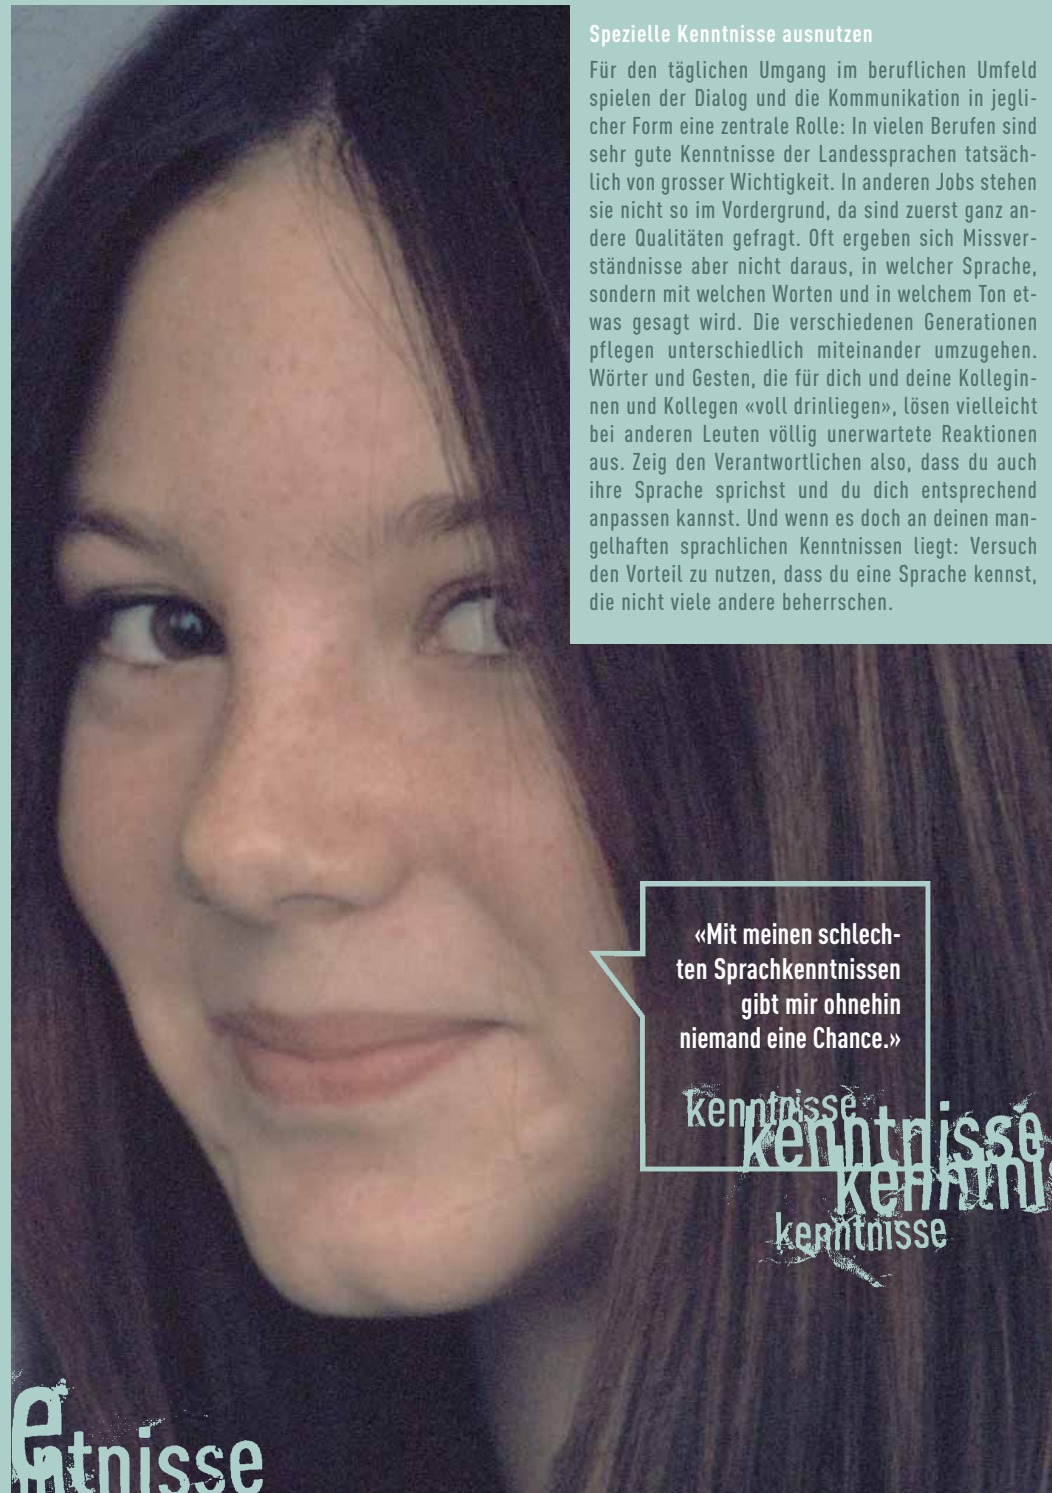 Spezielle Kenntnisse ausnutzen
Für den täglichen Umgang im beruflichen Umfeld
spielen der Dialog und die Kommunikation in jegli-
cher Form eine zentrale Rolle: In vielen Berufen sind
sehr gute Kenntnisse der Landessprachen tatsäch-
lich von grosser Wichtigkeit. In anderen Jobs stehen
sie nicht so im Vordergrund, da sind zuerst ganz an-
dere Qualitäten gefragt. Oft ergeben sich Missver-
ständnisse aber nicht daraus, in welcher Sprache,
sondern mit welchen Worten und in welchem Ton et-
was gesagt wird. Die verschiedenen Generationen
pflegen unterschiedlich miteinander umzugehen.
Wörter und Gesten, die für dich und deine Kollegin-
nen und Kollegen «voll drinliegen», lösen vielleicht
bei anderen Leuten völlig unerwartete Reaktionen
aus. Zeig den Verantwortlichen also, dass du auch
ihre Sprache sprichst und du dich entsprechend
anpassen kannst. Und wenn es doch an deinen man-
gelhaften sprachlichen Kenntnissen liegt: Versuch
den Vorteil zu nutzen, dass du eine Sprache kennst,
die nicht viele andere beherrschen.
«Mit meinen schlech-
ten Sprachkenntnissen
gibt mir ohnehin
niemand eine Chance.»
kenntnisse
kenntnisse
kenntnis
kenntnisse
e
ntnisse